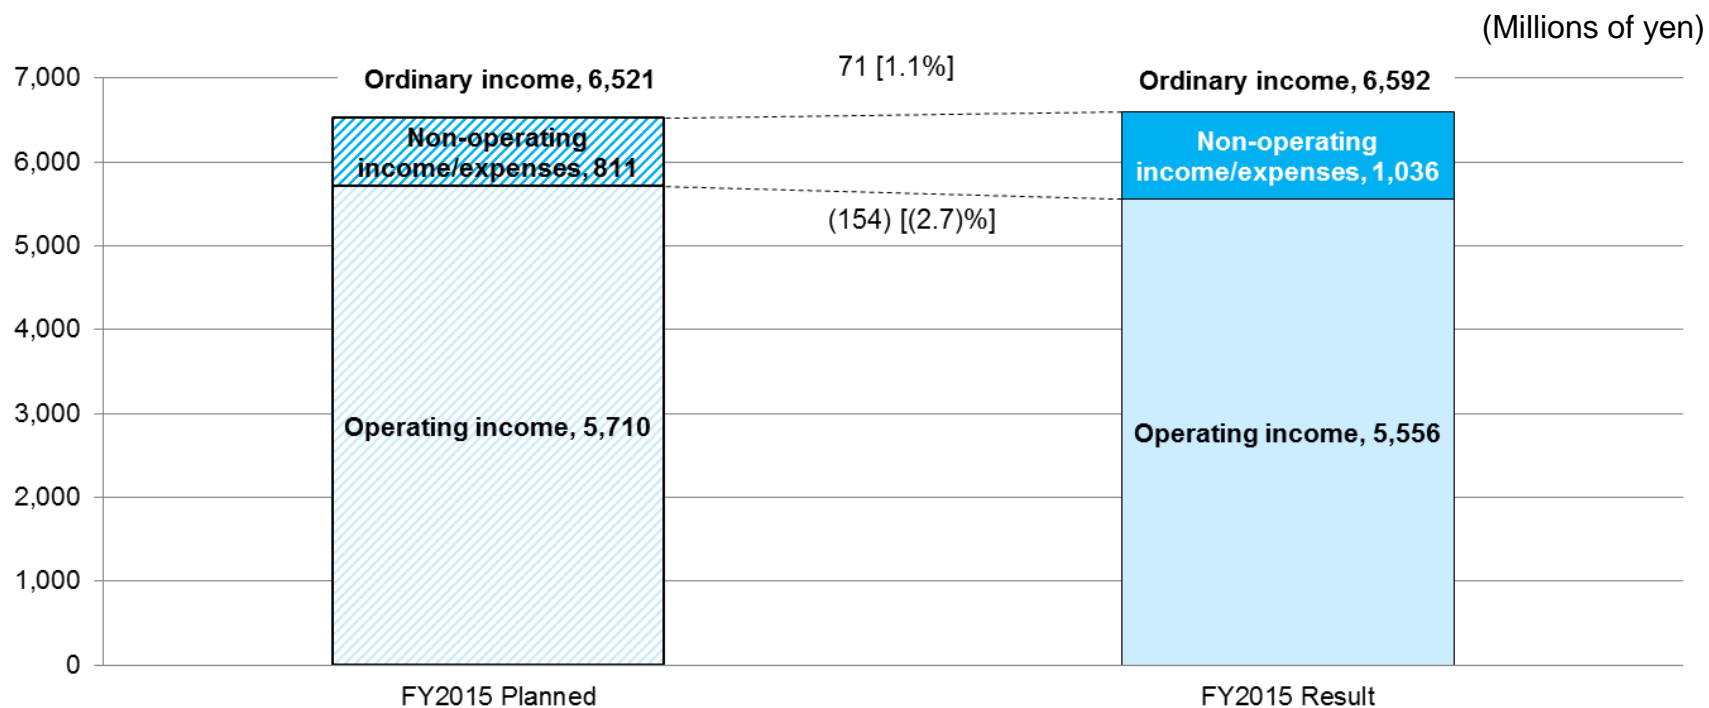 (Millions of yen)
7,000
6,000
5,000
4,000
3,000
2,000
1,000
0
Ordinary income, 6,521
Non-operating
income/expenses, 811
Operating income, 5,710
71 [1.1%]
(154) [(2.7)%]
Ordinary income, 6,592
Non-operating
income/expenses, 1,036
Operating income, 5,556
FY2015 Planned
FY2015 Result